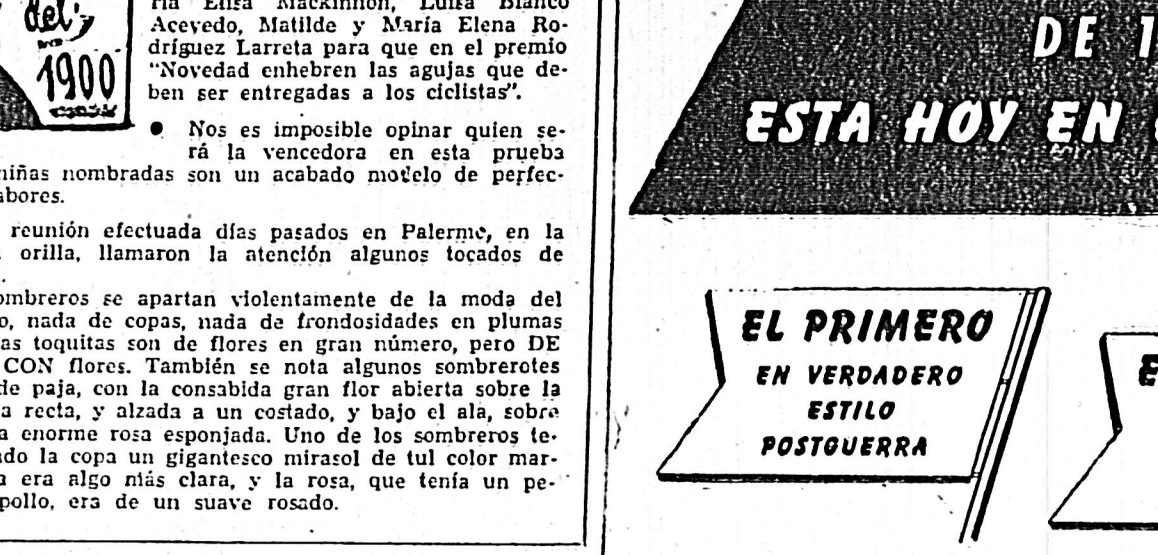 del
1900
ría Elisa Mackinnon, Luisa Blanco
Acevedo, Matilde y María Elena Ro-
dríguez Larreta para que en el premio
“Novedad enhebren las agujas que de-
ben ser entregadas a los ciclistas”.
● Nos es imposible opinar quien se-
rá la vencedora en esta prueba
niñas nombradas son un acabado modelo de perfec-
abores.
reunión efectuada días pasados en Palermo, en la
orilla, llamaron la atención algunos tocados de
ombreros se apartan violentamente de la moda del
o, nada de copas, nada de frondosidades en plumas
as toquitas son de flores en gran número, pero DE
CON flores. También se nota algunos sombrerotes
de paja, con la consabida gran flor abierta sobre la
a recta, y alzada a un costado, y bajo el ala, sobre
a enorme rosa esponjada. Uno de los sombreros te-
do la copa un gigantesco mirasol de tul color mar-
a era algo más clara, y la rosa, que tenía un pe-
pollo, era de un suave rosado.
DE 1
ESTA HOY EN
EL PRIMERO
EN VERDADERO
ESTILO
POSTGUERRA
E